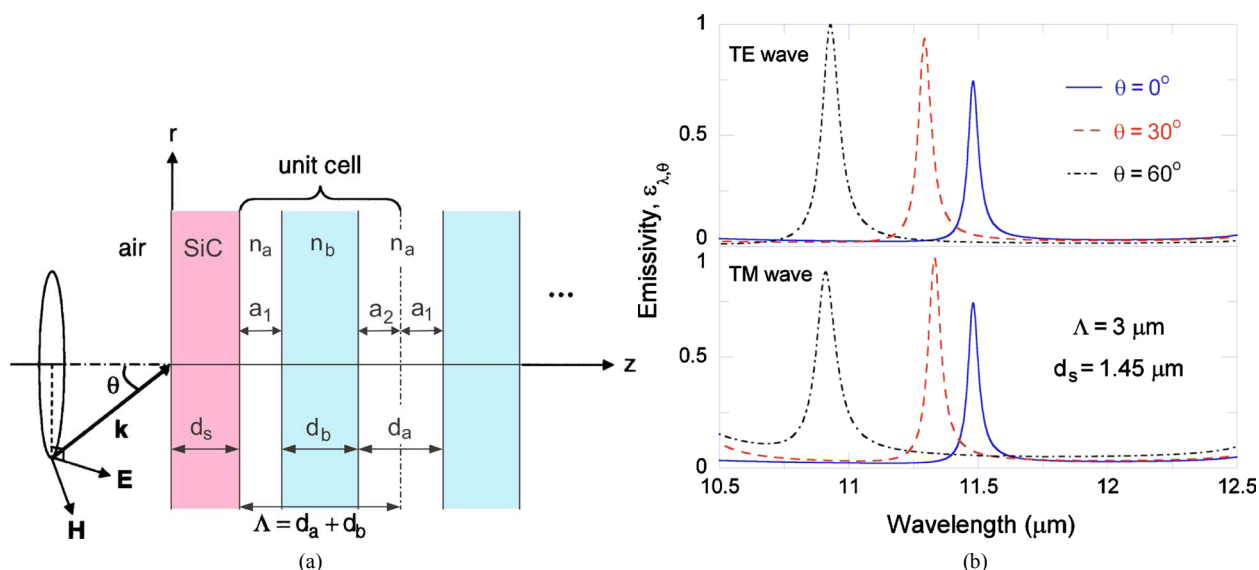 r
unit cell
air
SiC
n_a
n_b
n_a
a_1
a_2
a_1
...
z
θ
k
d_s
d_b
d_a
E
H
Λ = d_a + d_b
(a)
Emissivity, ε_λ,θ
1
TE wave
θ = 0°
θ = 30°
θ = 60°
0.5
0
1
TM wave
Λ = 3 μm
d_s = 1.45 μm
0.5
0
10.5 11 11.5 12 12.5
Wavelength (μm)
(b)